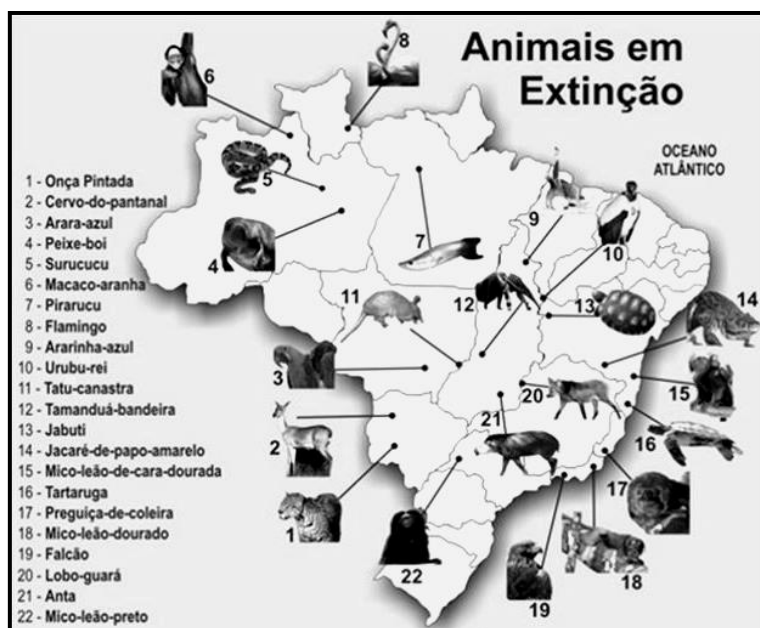 Animais em
Extinção
OCEANO
ATLÂNTICO
1 - Onça Pintada
2 - Cervo-do-pantanal
3 - Arara-azul
4 - Peixe-boi
5 - Surucucu
6 - Macaco-aranha
7 - Pirarucu
8 - Flamingo
9 - Ararinha-azul
10 - Urubu-rei
11 - Tatu-canastra
12 - Tamanduá-bandeira
13 - Jabuti
14 - Jacaré-de-papo-amarelo
15 - Mico-leão-de-cara-dourada
16 - Tartaruga
17 - Preguiça-de-coleira
18 - Mico-leão-dourado
19 - Falcão
20 - Lobo-guará
21 - Anta
22 - Mico-leão-preto
6
8
5
4
7
9
10
11
12
13
14
3
15
20
2
21
16
17
1
22
19
18